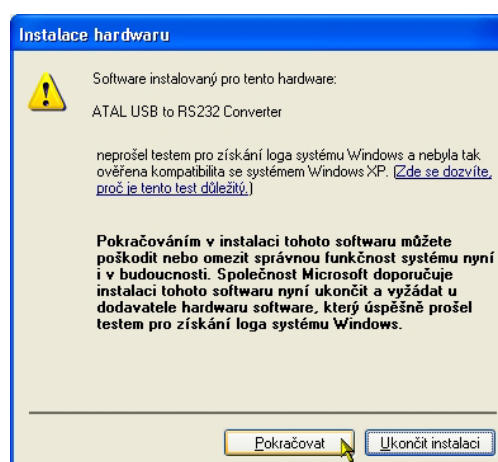 Instalace hardwaru
Software instalovaný pro tento hardware:
ATAL USB to RS232 Converter
neprošel testem pro získání loga systému Windows a nebyla tak
ověřena kompatibilita se systémem Windows XP. (Zde se dozvíte,
proč je tento test důležitý.)
Pokračováním v instalaci tohoto softwaru můžete
poškodit nebo omezit správnou funkčnost systému nyní
i v budoucnosti. Společnost Microsoft doporučuje
instalaci tohoto softwaru nyní ukončit a vyžádat u
dodavatele hardwaru software, který úspěšně prošel
testem pro získání loga systému Windows.
Pokračovat
Ukončit instalaci